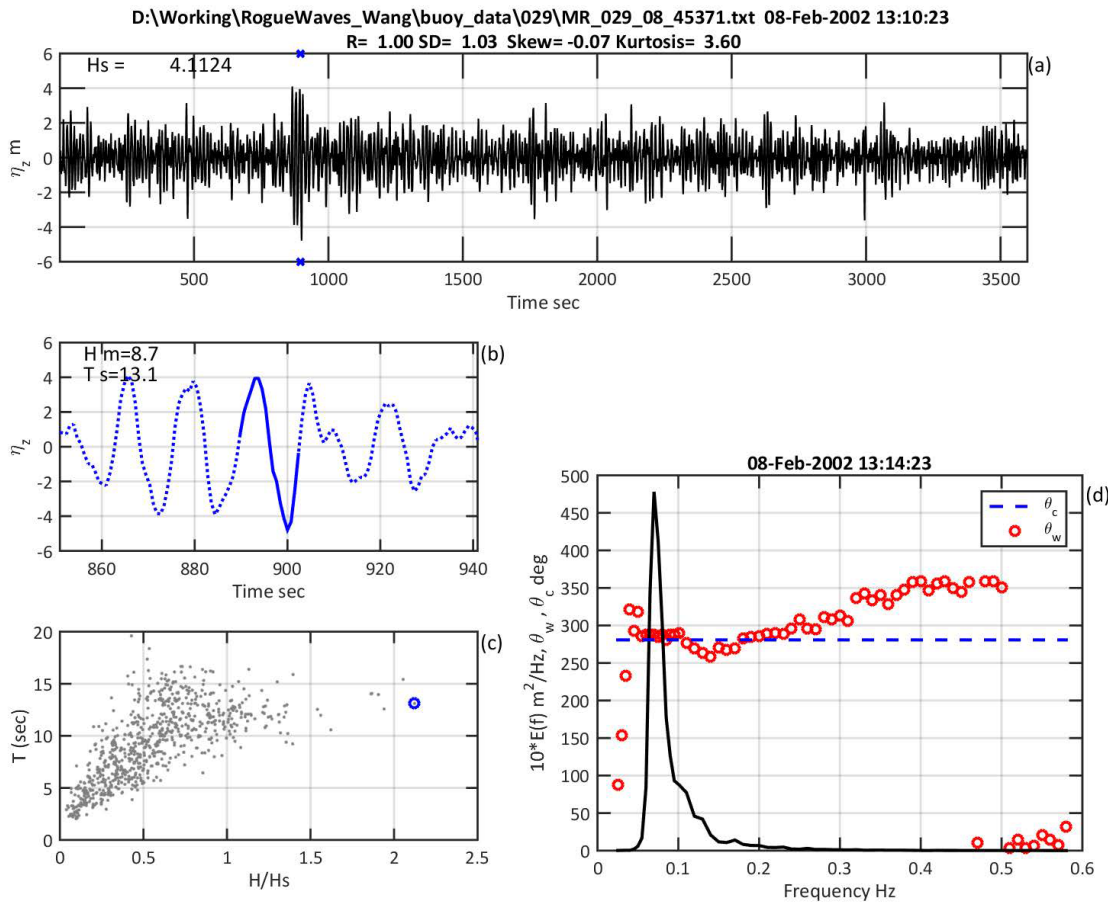 D:\Working\RogueWaves_Wang\buoy_data\029\MR_029_08_45371.txt 08-Feb-2002 13:10:23
R= 1.00 SD= 1.03 Skew= -0.07 Kurtosis= 3.60
Hs = 4.1124
(a)
6
4
2
0
-2
-4
-6
η_z m
500
1000
1500
2000
2500
3000
3500
Time sec
H m=8.7
T s=13.1
(b)
6
4
2
0
-2
-4
-6
η_z
860
880
900
920
940
Time sec
(c)
20
15
10
5
0
T (sec)
0
0.5
1
1.5
2
2.5
H/Hs
08-Feb-2002 13:14:23
(d)
θ_c
θ_w
500
450
400
350
300
250
200
150
100
50
0
10*E(f) m^2/Hz, θ_w , θ_c deg
0
0.1
0.2
0.3
0.4
0.5
0.6
Frequency Hz